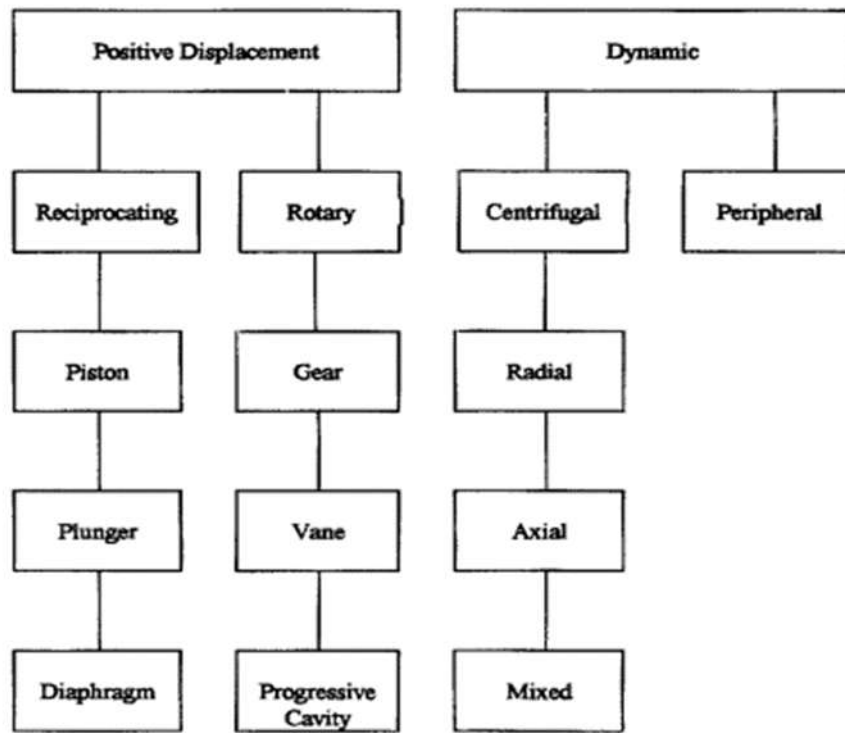 Positive Displacement
Dynamic
Reciprocating
Rotary
Centrifugal
Peripheral
Piston
Gear
Radial
Plunger
Vane
Axial
Diaphragm
Progressive
Cavity
Mixed